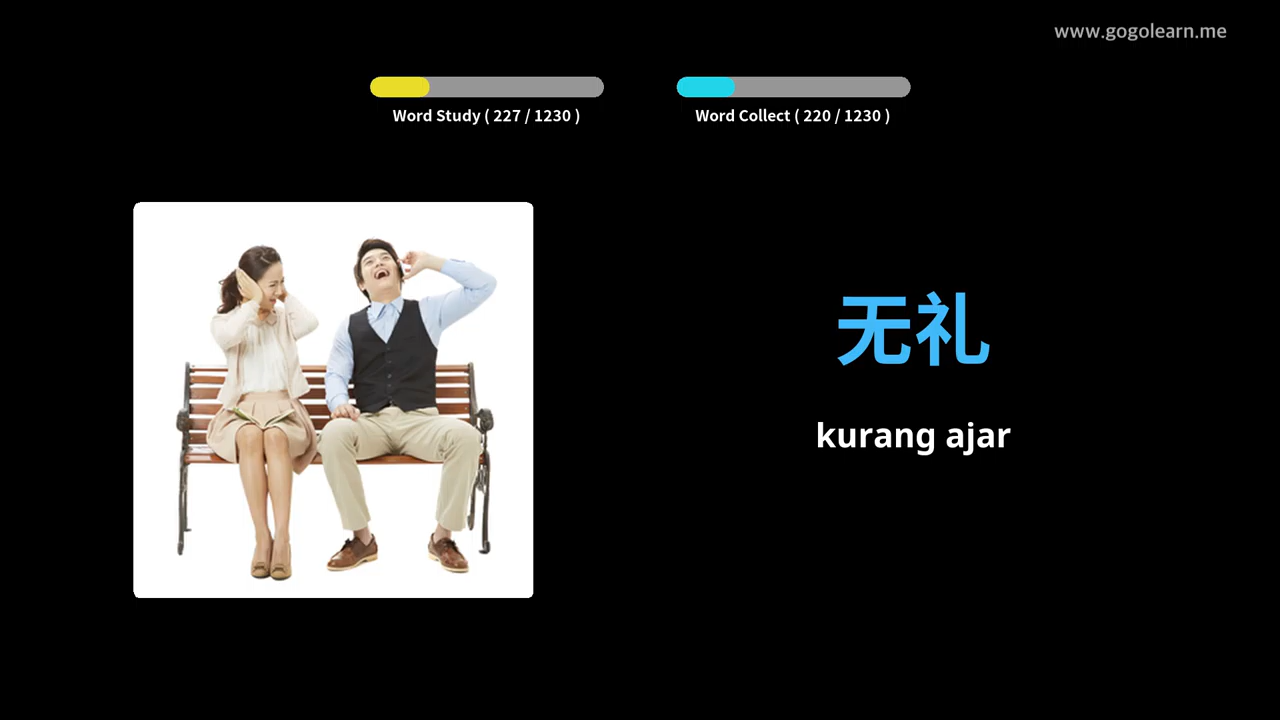 www.gogolearn.me
Word Study ( 227 / 1230 )
Word Collect ( 220 / 1230 )
无礼
kurang ajar